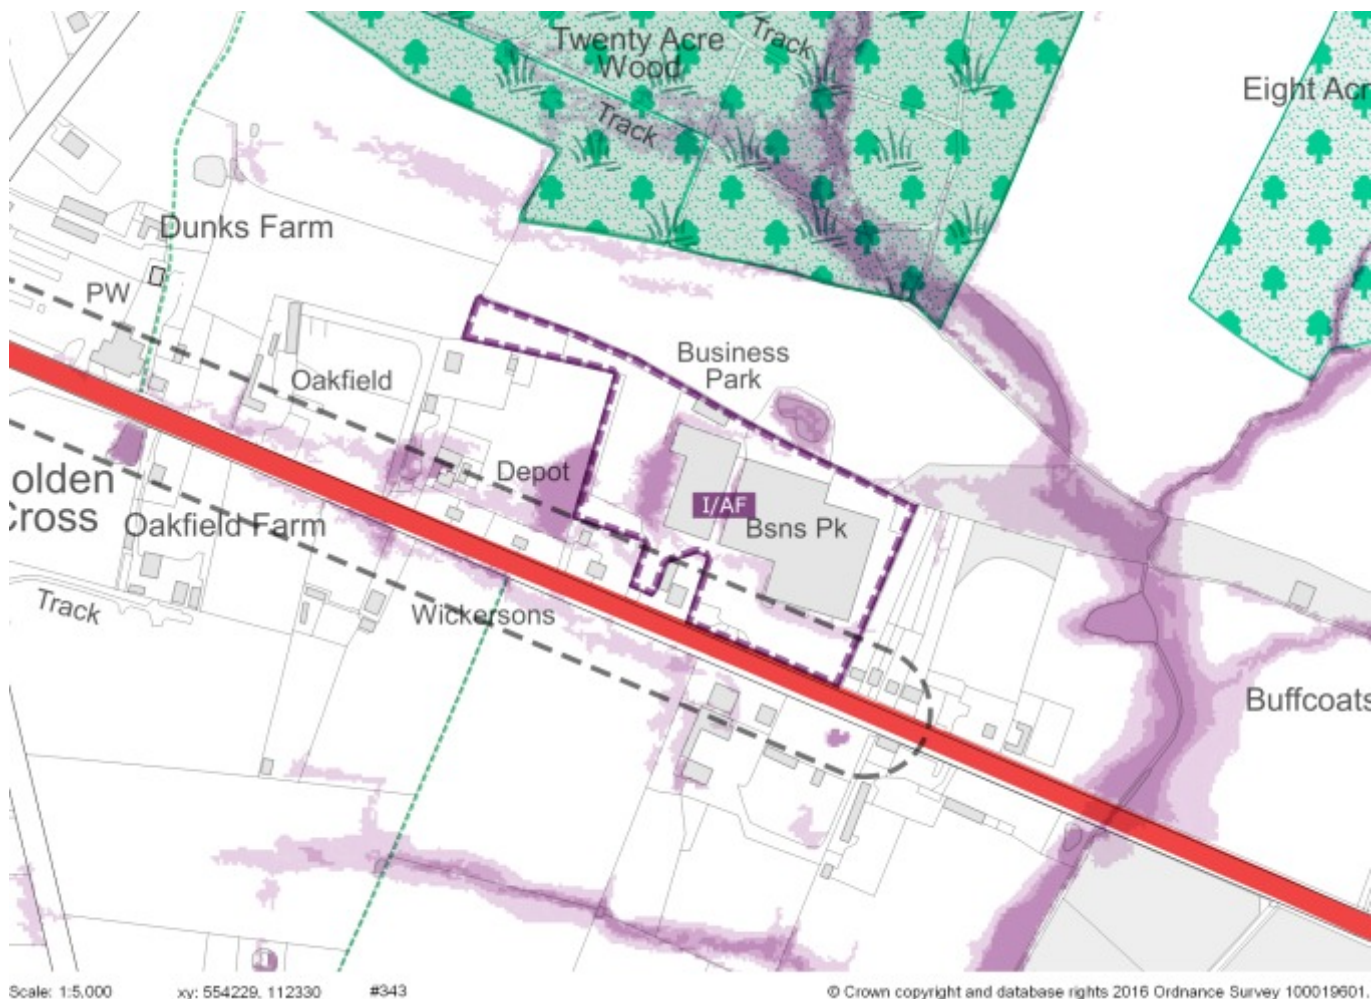 Twenty Acre
Wood
Track
Track
Eight Acr
Dunks Farm
PW
Business
Park
Oakfield
Depot
olden
Cross
Oakfield Farm
I/AF
Bsns Pk
Track
Wickersons
Buffcoats
Scale: 1:5,000
xy: 554229, 112330
#343
© Crown copyright and database rights 2016 Ordnance Survey 100019601